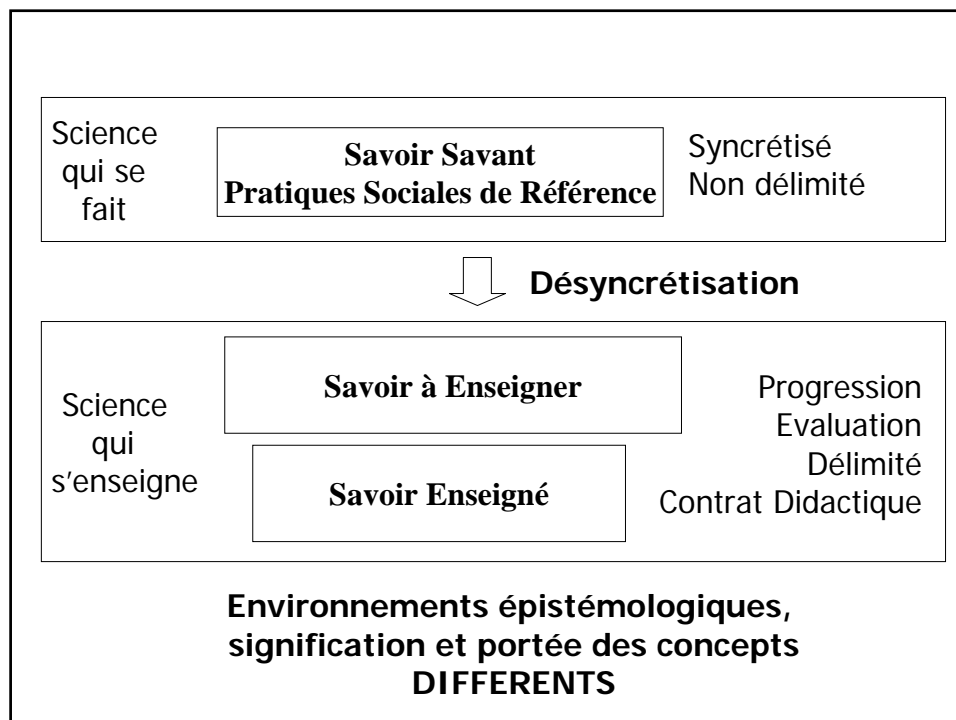 Science
qui se
fait
Savoir Savant
Pratiques Sociales de Référence
Syncrétisé
Non délimité
Désyncrétisation
Science
qui
s'enseigne
Savoir à Enseigner
Savoir Enseigné
Progression
Evaluation
Délimité
Contrat Didactique
Environnements épistémologiques,
signification et portée des concepts
DIFFERENTS